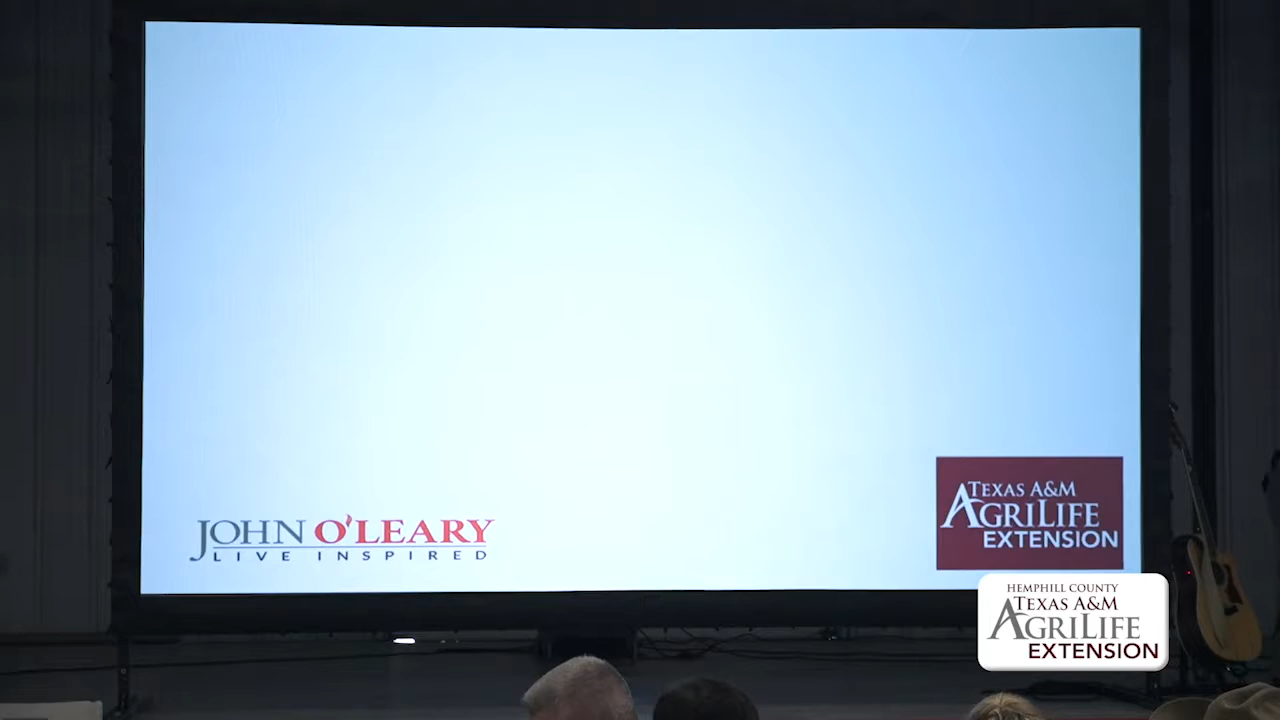 JOHN O'LEARY
LIVE INSPIRED
TEXAS A&M
AGRILIFE
EXTENSION
HEMPHILL COUNTY
TEXAS A&M
AGRILIFE
EXTENSION